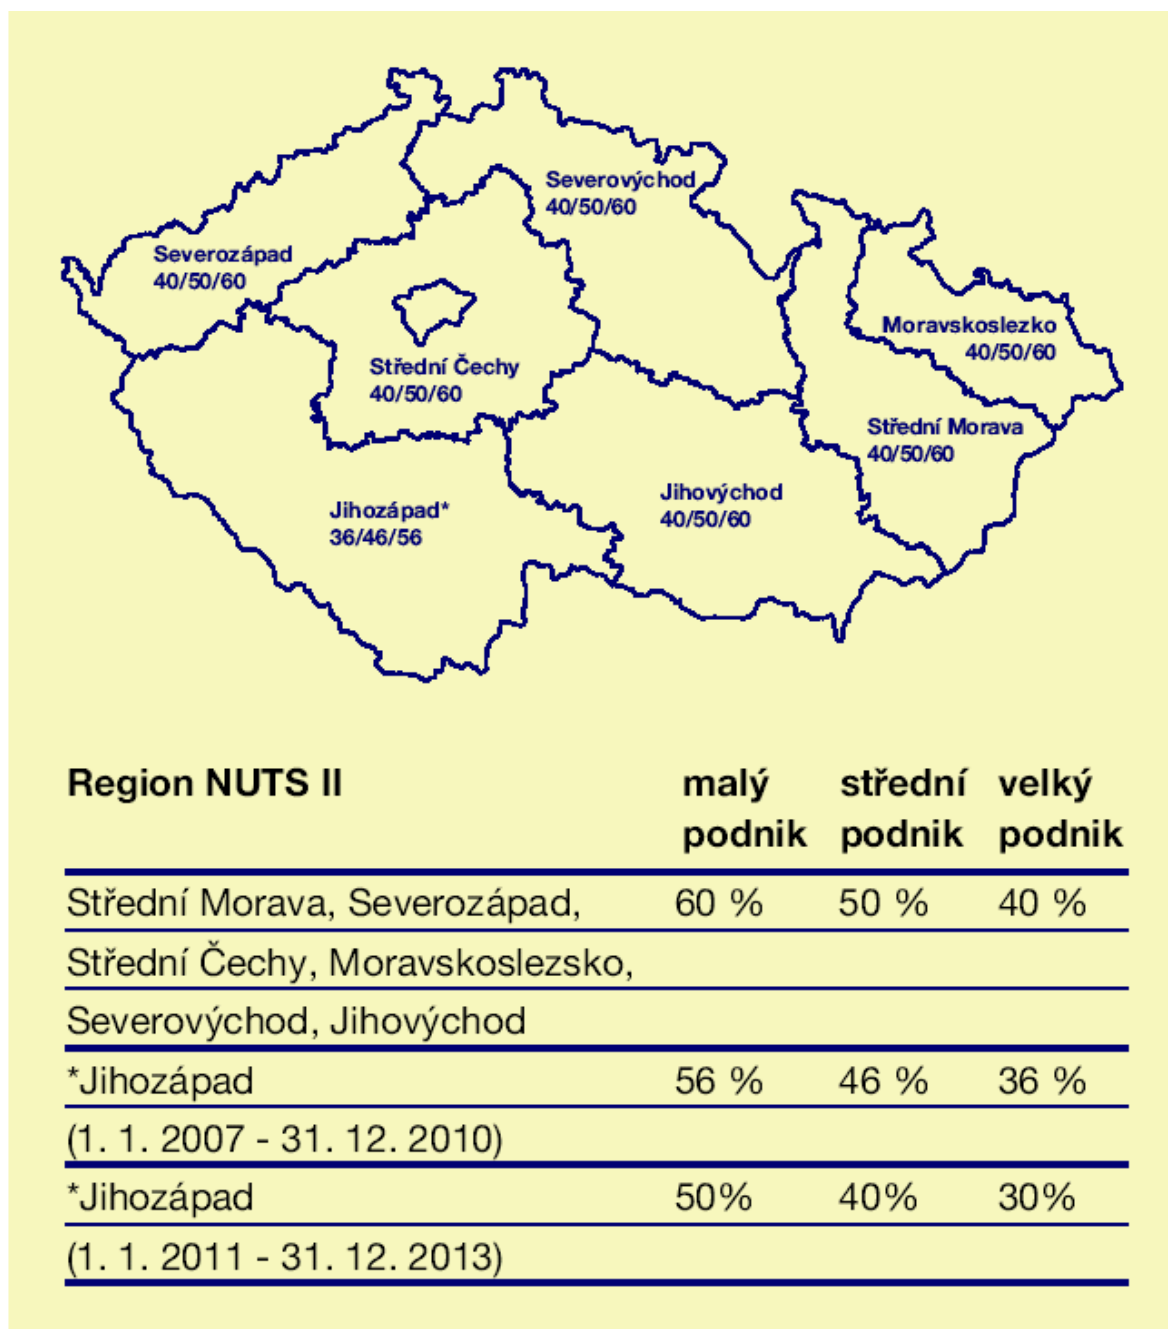 Severovýchod
40/50/60
Severozápad
40/50/60
Moravskoslezko
40/50/60
Střední Čechy
40/50/60
Střední Morava
40/50/60
Jihovýchod
40/50/60
Jihozápad*
36/46/56
Region NUTS II malý střední velký
podnik podnik podnik
Střední Morava, Severozápad, 60 % 50 % 40 %
Střední Čechy, Moravskoslezsko,
Severovýchod, Jihovýchod
*Jihozápad 56 % 46 % 36 %
(1. 1. 2007 - 31. 12. 2010)
*Jihozápad 50% 40% 30%
(1. 1. 2011 - 31. 12. 2013)